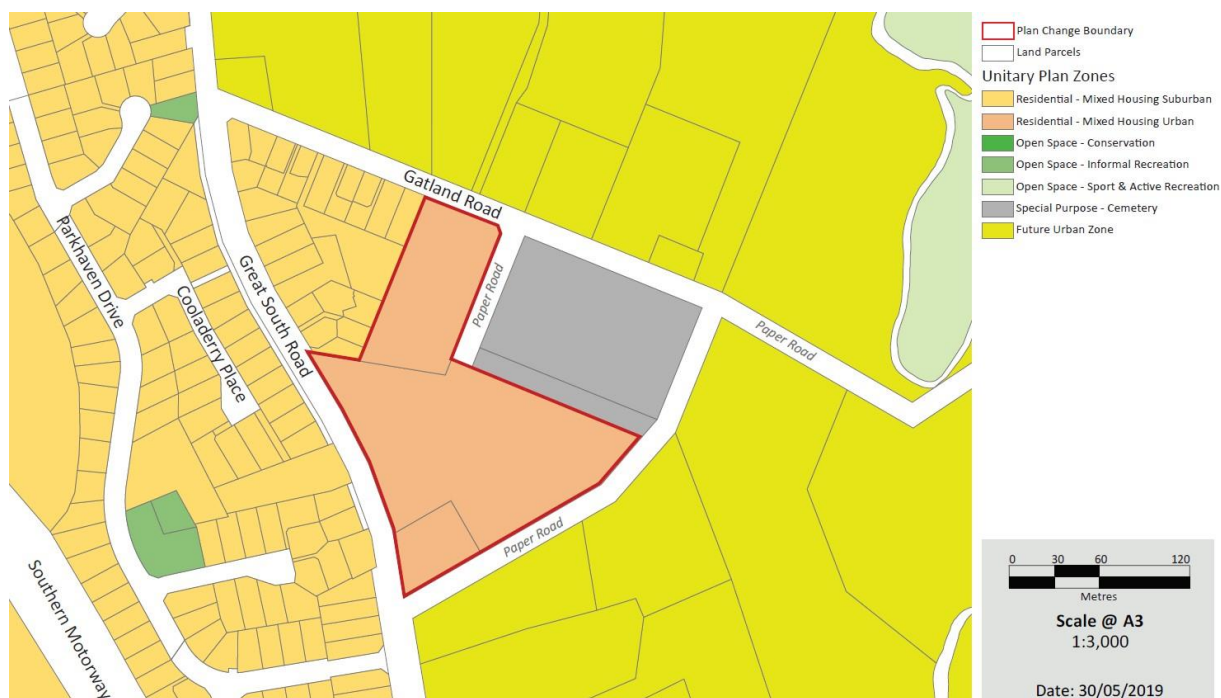 Plan Change Boundary
Land Parcels
Unitary Plan Zones
Residential - Mixed Housing Suburban
Residential - Mixed Housing Urban
Open Space - Conservation
Open Space - Informal Recreation
Open Space - Sport & Active Recreation
Special Purpose - Cemetery
Future Urban Zone
Gatland Road
Parkhaven Drive
Cooladerry Place
Great South Road
Paper Road
Paper Road
Paper Road
Southern Motorway
0 30 60 120
Metres
Scale @ A3
1:3,000
Date: 30/05/2019